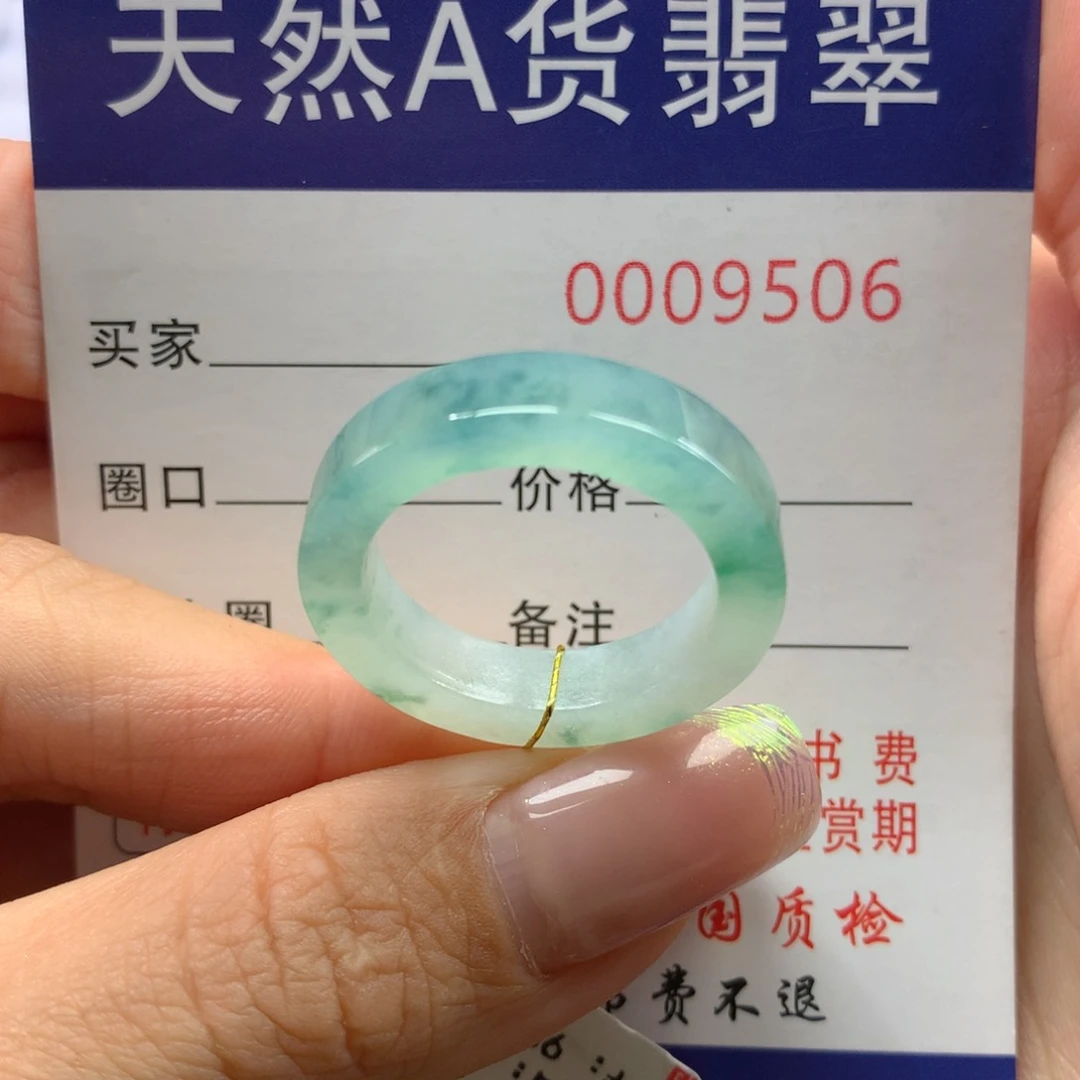 天然A货翡翠
0009506
买家
圈口 价格
圈 备注
书费
赏期
国质检
费不退